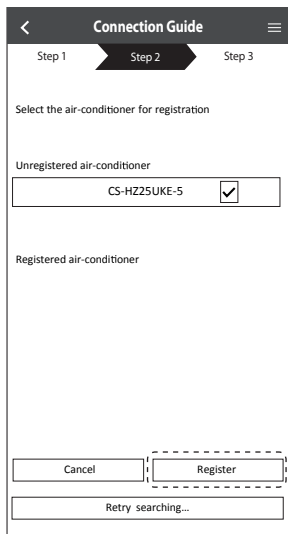 Connection Guide
Step 1 Step 2 Step 3
Select the air-conditioner for registration
Unregistered air-conditioner
CS-HZ25UKE-5
Registered air-conditioner
Cancel Register
Retry searching...